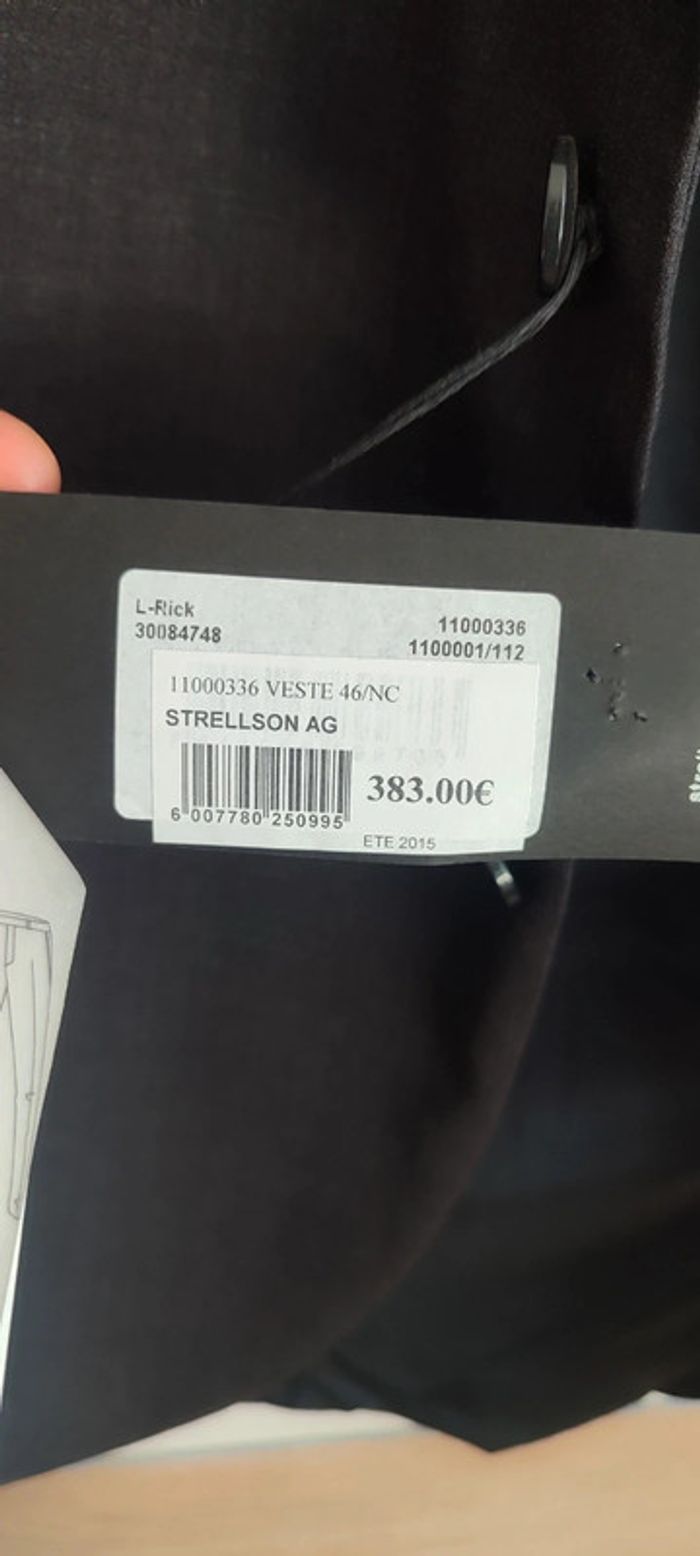 L-Rick
30084748
11000336
1100001/112
11000336 VESTE 46/NC
STRELLSON AG
383.00€
6 007780 250995
ETE 2015